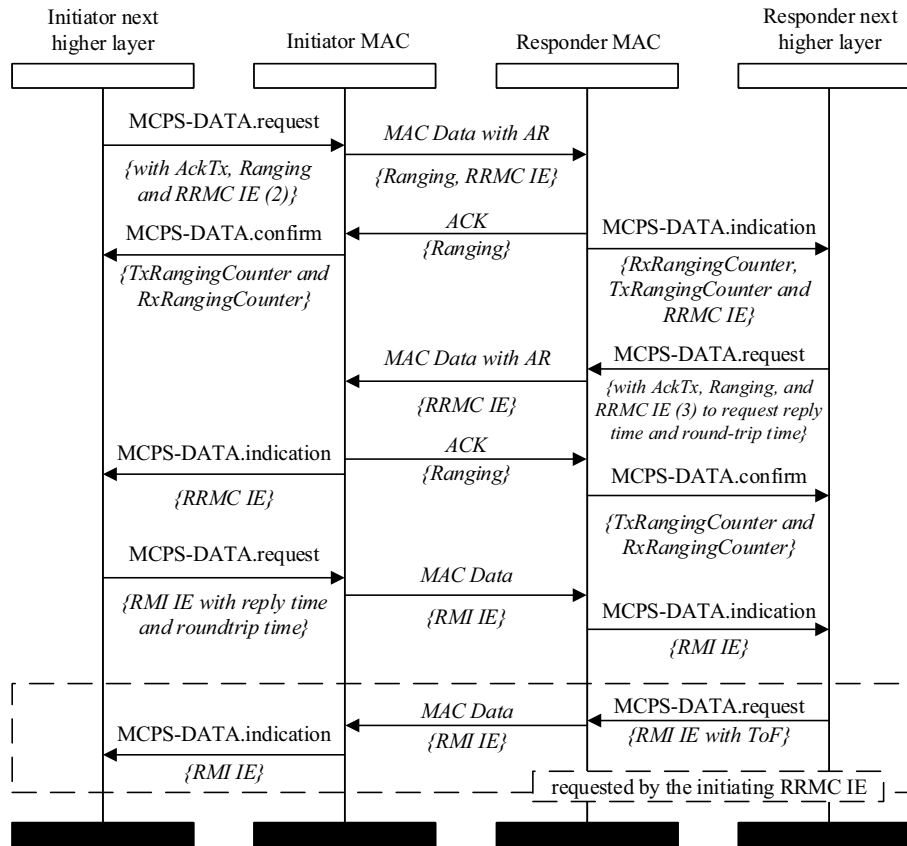 Initiator next
higher layer
Initiator MAC
Responder MAC
Responder next
higher layer
MCPS-DATA.request
{with AckTx, Ranging
and RRMC IE (2)}
MAC Data with AR
{Ranging, RRMC IE}
ACK
{Ranging}
MCPS-DATA.confirm
{TxRangingCounter and
RxRangingCounter}
MCPS-DATA.indication
{RxRangingCounter,
TxRangingCounter and
RRMC IE}
MCPS-DATA.request
{with AckTx, Ranging, and
RRMC IE (3) to request reply
time and round-trip time}
MAC Data with AR
{RRMC IE}
ACK
{Ranging}
MCPS-DATA.indication
{RRMC IE}
MCPS-DATA.confirm
{TxRangingCounter and
RxRangingCounter}
MCPS-DATA.request
{RMI IE with reply time
and roundtrip time}
MAC Data
{RMI IE}
MCPS-DATA.indication
{RMI IE}
MCPS-DATA.request
{RMI IE with ToF}
MAC Data
{RMI IE}
MCPS-DATA.indication
{RMI IE}
requested by the initiating RRMC IE